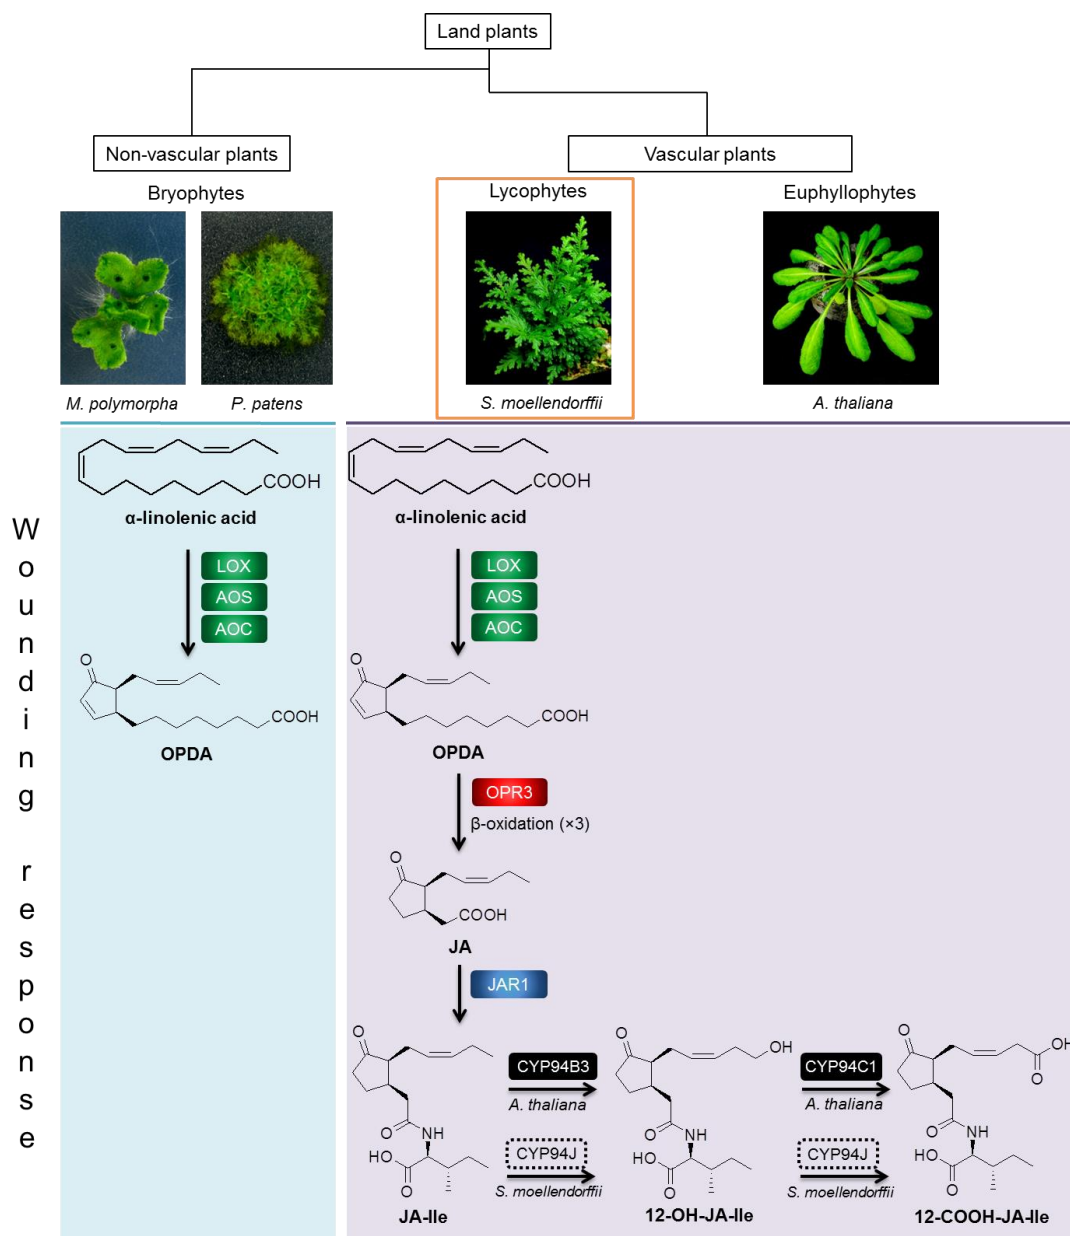 Land plants
Non-vascular plants
Vascular plants
Bryophytes
Lycophytes
Euphyllophytes
M. polymorpha
P. patens
S. moellendorffii
A. thaliana
Wounding response
COOH
α-linolenic acid
LOX
AOS
AOC
O
COOH
OPDA
COOH
α-linolenic acid
LOX
AOS
AOC
O
COOH
OPDA
OPR3
β-oxidation (×3)
O
COOH
JA
JAR1
O
O
NH
HO
O
JA-Ile
CYP94B3
A. thaliana
CYP94J
S. moellendorffii
O
OH
O
NH
HO
O
12-OH-JA-Ile
CYP94C1
A. thaliana
CYP94J
S. moellendorffii
O
OH
O
O
NH
HO
O
12-COOH-JA-Ile